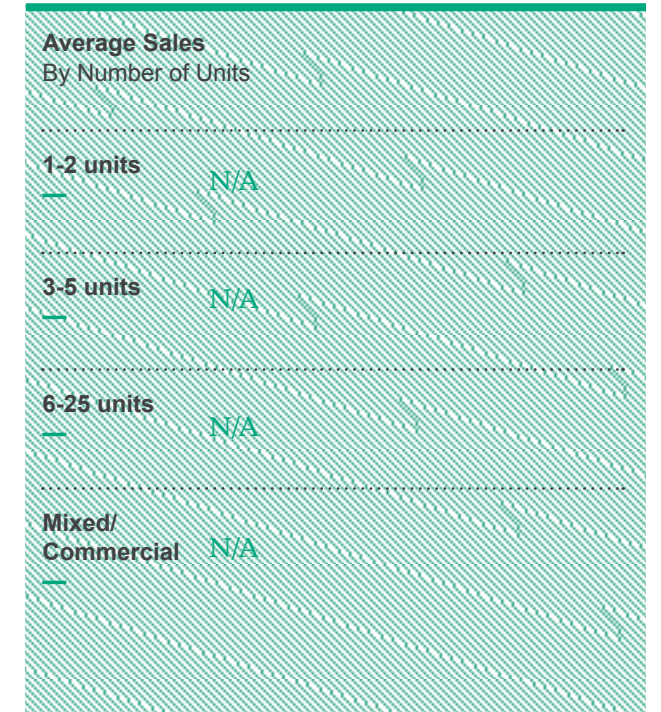 Average Sales
By Number of Units
1-2 units
N/A
3-5 units
N/A
6-25 units
N/A
Mixed/
Commercial N/A